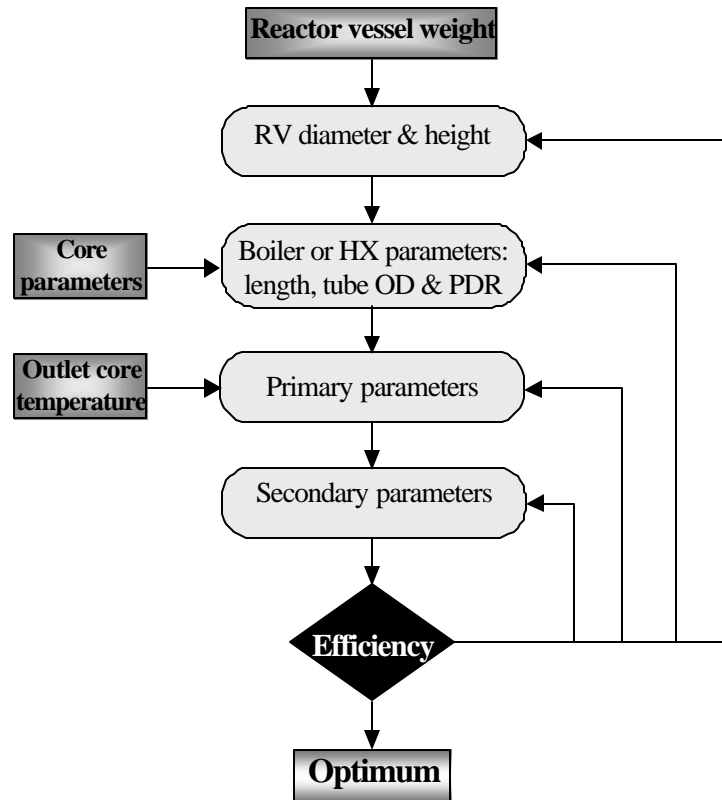 Reactor vessel weight
RV diameter & height
Core
parameters
Boiler or HX parameters:
length, tube OD & PDR
Outlet core
temperature
Primary parameters
Secondary parameters
Efficiency
Optimum